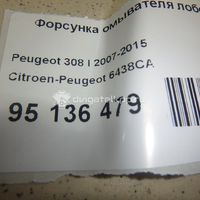 Форсунка омывателя лобо
Peugeot 308 I 2007-2015
Citroen-Peugeot 6438CA
95 136 479